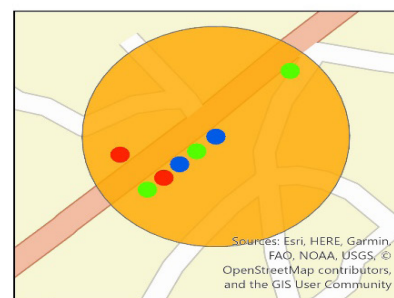 Sources: Esri, HERE, Garmin,
FAO, NOAA, USGS, ©
OpenStreetMap contributors,
and the GIS User Community